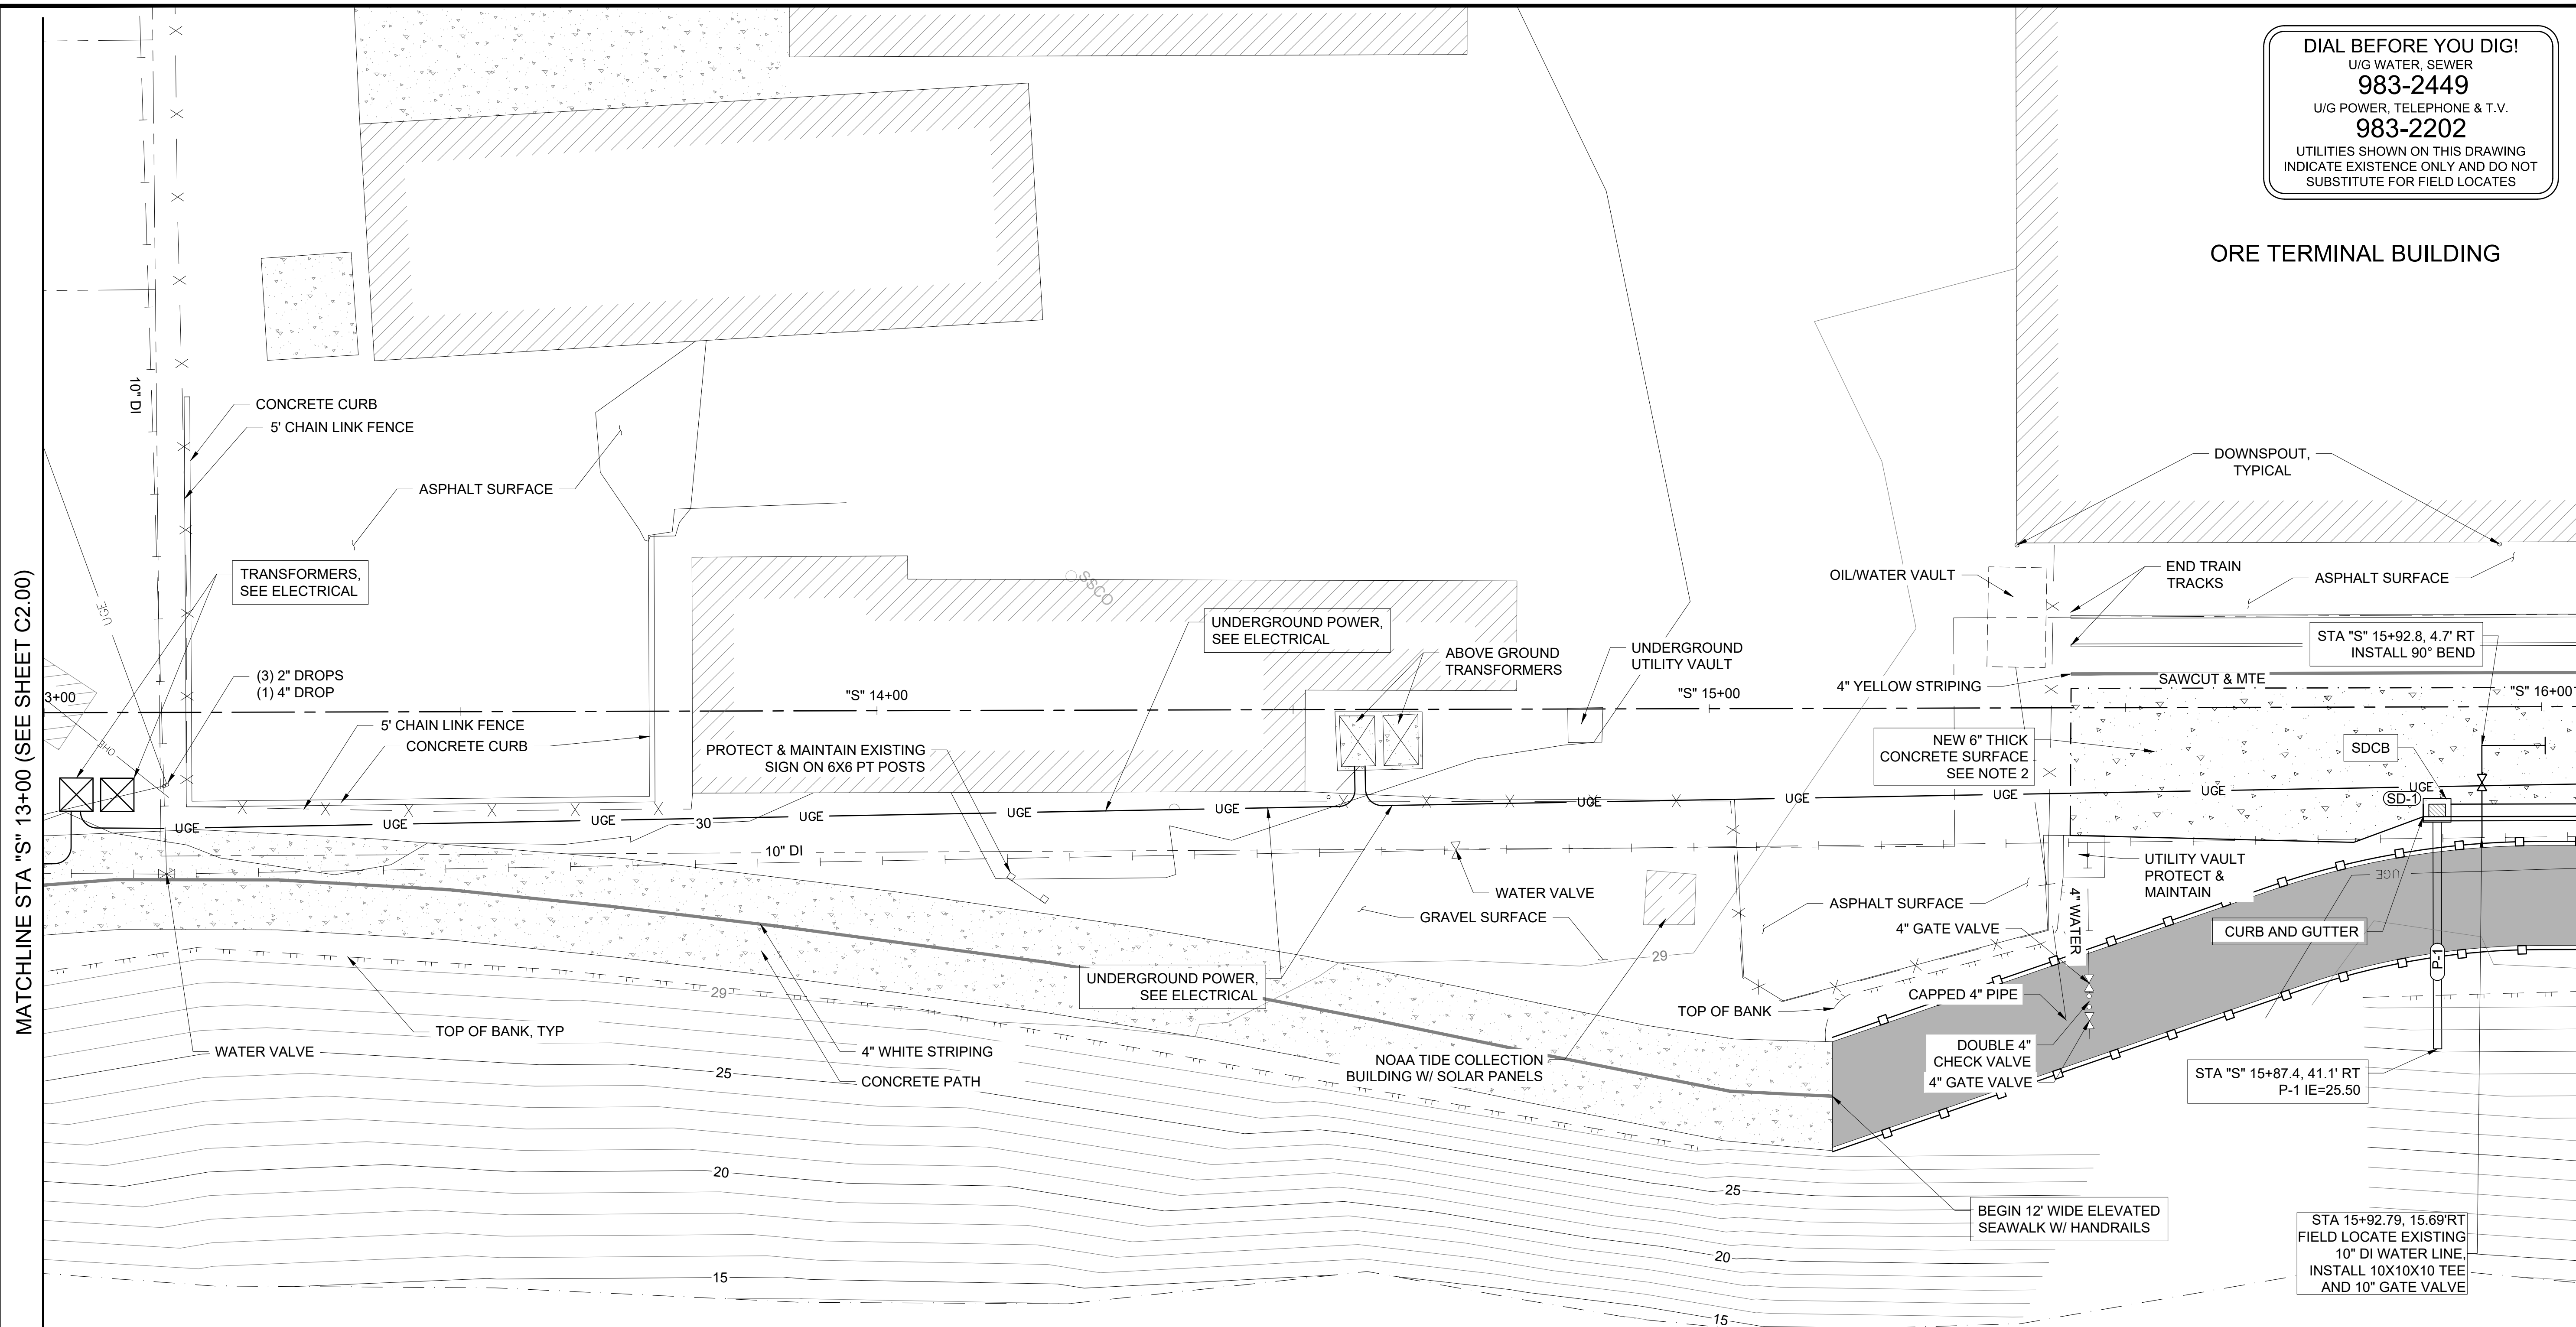 DIAL BEFORE YOU DIG!
U/G WATER, SEWER
983-2449
U/G POWER, TELEPHONE & T.V.
983-2202
UTILITIES SHOWN ON THIS DRAWING
INDICATE EXISTENCE ONLY AND DO NOT
SUBSTITUTE FOR FIELD LOCATES
ORE TERMINAL BUILDING
MATCHLINE STA "S" 13+00 (SEE SHEET C2.00)
10" DI
CONCRETE CURB
5' CHAIN LINK FENCE
ASPHALT SURFACE
DOWNSPOUT,
TYPICAL
TRANSFORMERS,
SEE ELECTRICAL
UGE
SSCO
OIL/WATER VAULT
END TRAIN
TRACKS
ASPHALT SURFACE
UNDERGROUND POWER,
SEE ELECTRICAL
ABOVE GROUND
TRANSFORMERS
UNDERGROUND
UTILITY VAULT
STA "S" 15+92.8, 4.7' RT
INSTALL 90° BEND
(3) 2" DROPS
(1) 4" DROP
3+00
"S" 14+00
"S" 15+00
4" YELLOW STRIPING
SAWCUT & MTE
"S" 16+00
5' CHAIN LINK FENCE
CONCRETE CURB
OHE
PROTECT & MAINTAIN EXISTING
SIGN ON 6X6 PT POSTS
NEW 6" THICK
CONCRETE SURFACE
SEE NOTE 2
SDCB
SD-1
UGE
UGE
UGE
30
UGE
UGE
UGE
UGE
UGE
UGE
UGE
UGE
10" DI
WATER VALVE
GRAVEL SURFACE
ASPHALT SURFACE
4" GATE VALVE
4" WATER
UTILITY VAULT
PROTECT &
MAINTAIN
UGE
CURB AND GUTTER
P-1
29
29
UNDERGROUND POWER,
SEE ELECTRICAL
CAPPED 4" PIPE
TOP OF BANK
TOP OF BANK, TYP
WATER VALVE
4" WHITE STRIPING
CONCRETE PATH
NOAA TIDE COLLECTION
BUILDING W/ SOLAR PANELS
DOUBLE 4"
CHECK VALVE
4" GATE VALVE
STA "S" 15+87.4, 41.1' RT
P-1 IE=25.50
25
20
15
25
20
15
BEGIN 12' WIDE ELEVATED
SEAWALK W/ HANDRAILS
STA 15+92.79, 15.69'RT
FIELD LOCATE EXISTING
10" DI WATER LINE,
INSTALL 10X10X10 TEE
AND 10" GATE VALVE